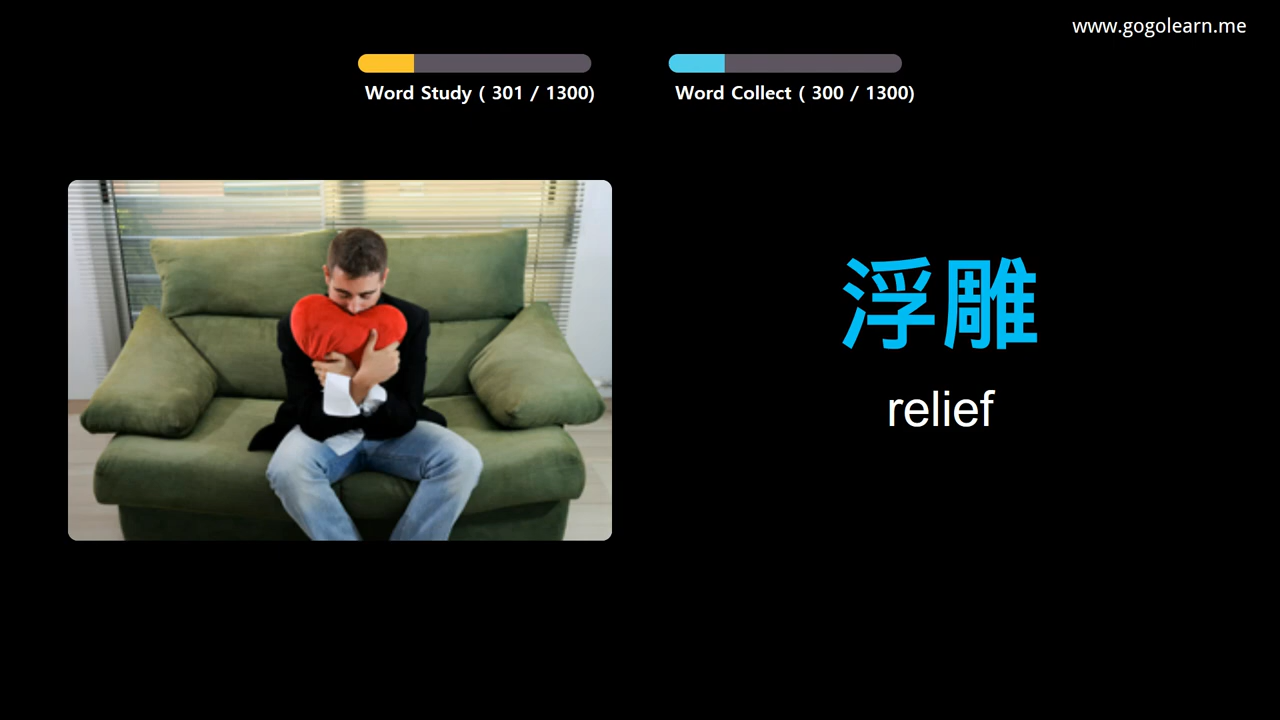 www.gogolearn.me
Word Study ( 301 / 1300)
Word Collect ( 300 / 1300)
浮雕
relief